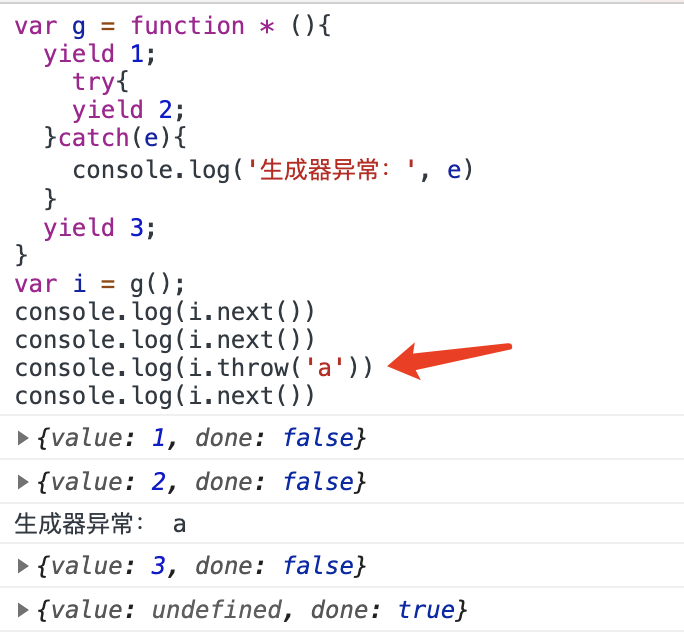 var g = function * (){
  yield 1;
    try{
    yield 2;
  }catch(e){
    console.log('生成器异常：', e)
  }
  yield 3;
}
var i = g();
console.log(i.next())
console.log(i.next())
console.log(i.throw('a'))
console.log(i.next())
{value: 1, done: false}
{value: 2, done: false}
生成器异常： a
{value: 3, done: false}
{value: undefined, done: true}